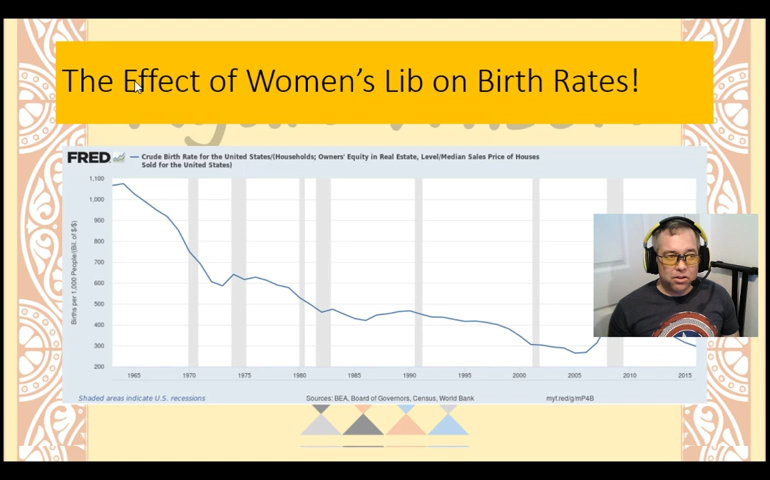 The Effect of Women's Lib on Birth Rates!
FRED
Crude Birth Rate for the United States/(Households; Owners' Equity in Real Estate, Level/Median Sales Price of Houses
Sold for the United States)
Births per 1,000 People/(Bil. of $/$)
1,100
1,000
900
800
700
600
500
400
300
200
1965
1970
1975
1980
1985
1990
1995
2000
2005
2010
2015
Shaded areas indicate U.S. recessions
Sources: BEA, Board of Governors, Census, World Bank
myf.red/g/mP4B